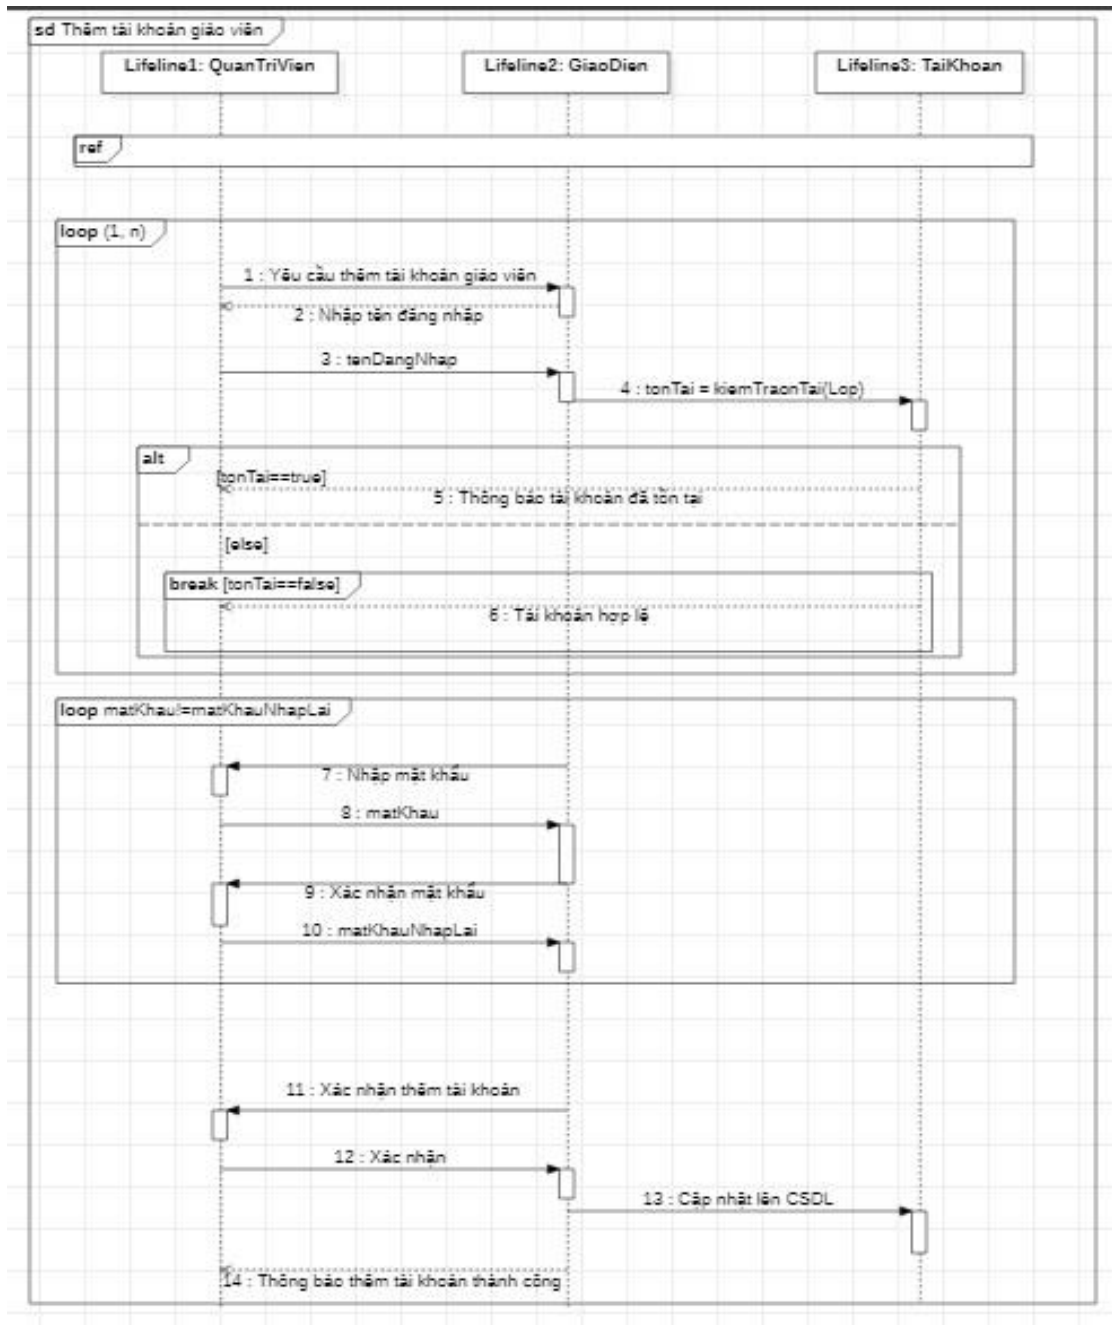 sd Thêm tài khoản giáo viên
Lifeline1: QuanTriVien
Lifeline2: GiaoDien
Lifeline3: TaiKhoan
ref
loop (1, n)
1 : Yêu cầu thêm tài khoản giáo viên
2 : Nhập tên đăng nhập
3 : tenDangNhap
4 : tonTai = kiemTraonTai(Lop)
alt
[tonTai==true]
5 : Thông báo tài khoản đã tồn tại
[else]
break [tonTai==false]
6 : Tài khoản hợp lệ
loop matKhau!=matKhauNhapLai
7 : Nhập mật khẩu
8 : matKhau
9 : Xác nhận mật khẩu
10 : matKhauNhapLai
11 : Xác nhận thêm tài khoản
12 : Xác nhận
13 : Cập nhật lên CSDL
14 : Thông báo thêm tài khoản thành công